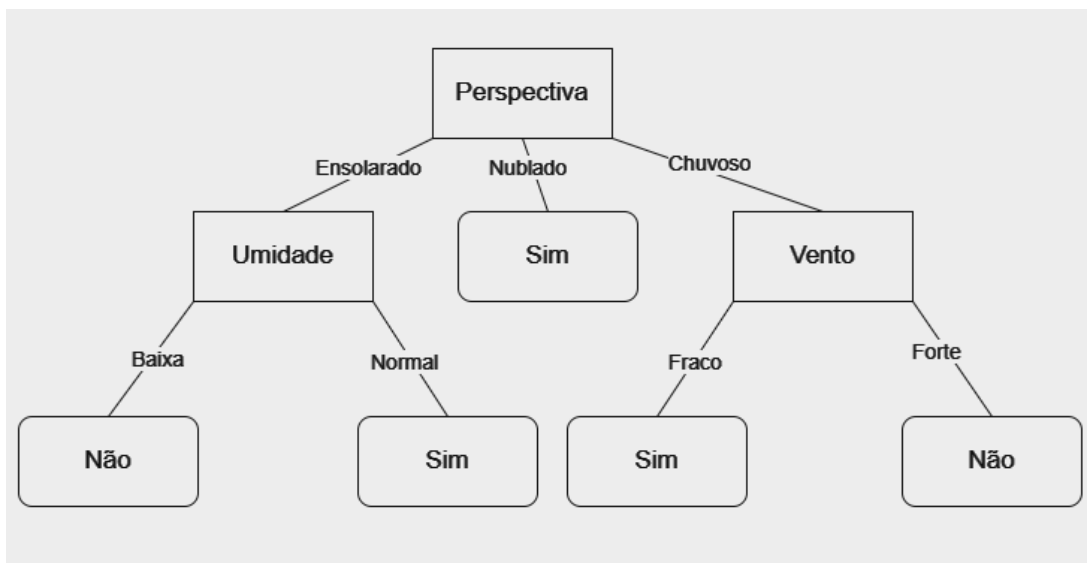 Perspectiva
Ensolarado
Nublado
Chuvoso
Umidade
Sim
Vento
Baixa
Normal
Fraco
Forte
Não
Sim
Sim
Não